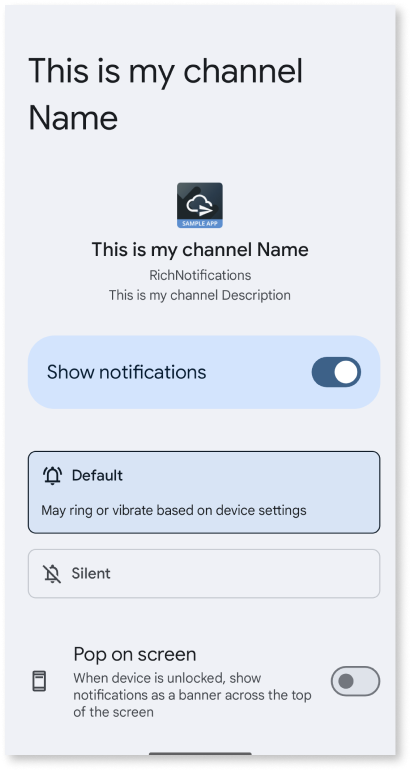 This is my channel
Name
SAMPLE APP
This is my channel Name
RichNotifications
This is my channel Description
Show notifications
Default
May ring or vibrate based on device settings
Silent
Pop on screen
When device is unlocked, show
notifications as a banner across the top
of the screen